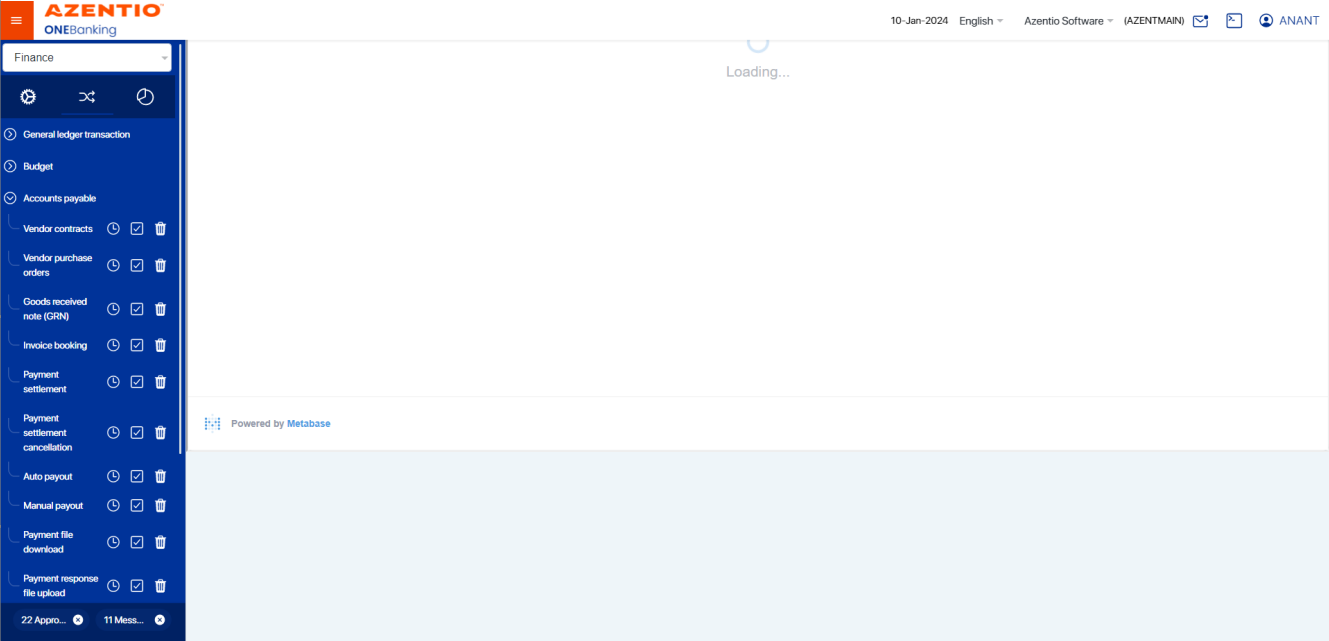 AZENTIO
ONEBanking
10-Jan-2024 English Azentio Software (AZENTMAIN) ANANT
Finance
Loading...
General ledger transaction
Budget
Accounts payable
Vendor contracts
Vendor purchase
orders
Goods received
note (GRN)
Invoice booking
Payment
settlement
Payment
settlement
cancellation
Auto payout
Manual payout
Payment file
download
Payment response
file upload
22 Appro... 11 Mess...
Powered by Metabase